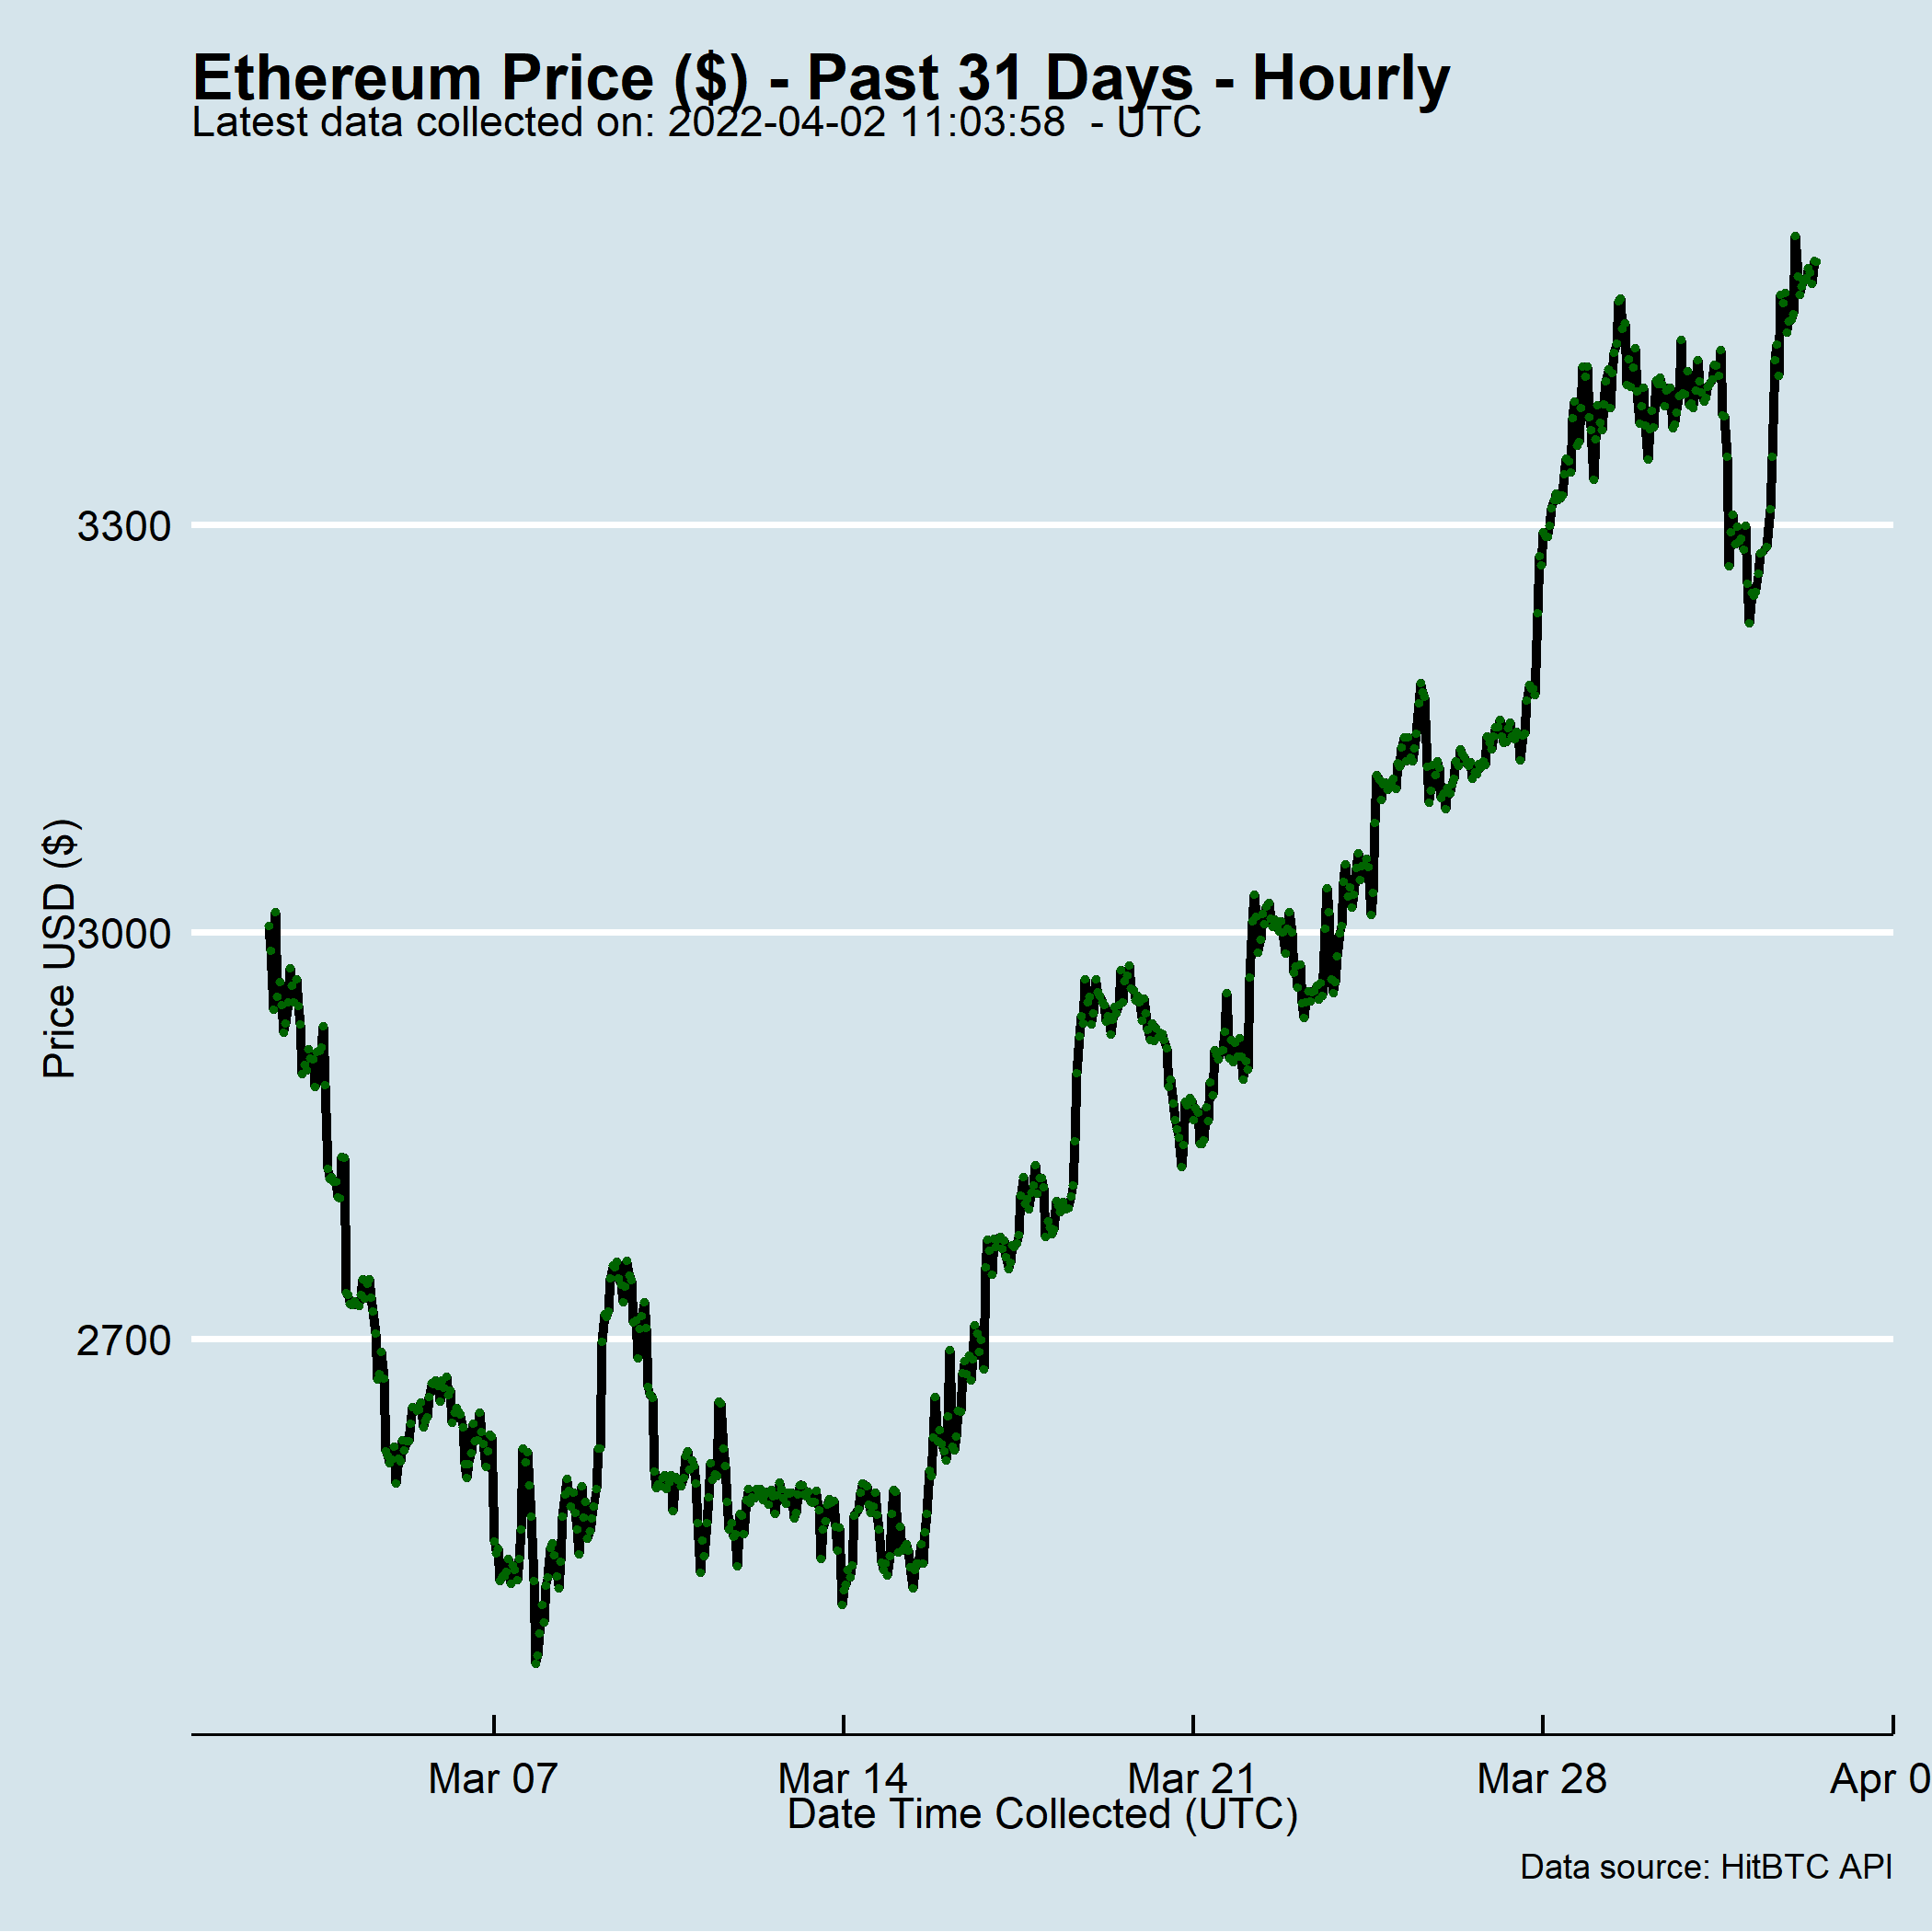 Ethereum Price ($) - Past 31 Days - Hourly
Latest data collected on: 2022-04-02 11:03:58  - UTC
3300
3000
2700
Price USD ($)
Mar 07 Mar 14 Mar 21 Mar 28 Apr 0
Date Time Collected (UTC)
Data source: HitBTC API